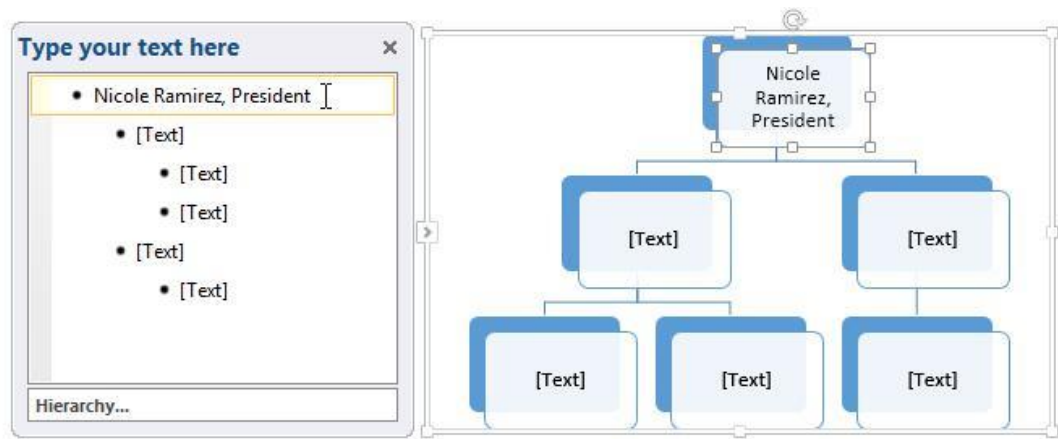 Type your text here
Nicole Ramirez, President
[Text]
[Text]
[Text]
[Text]
[Text]
Hierarchy...
Nicole
Ramirez,
President
[Text]
[Text]
[Text]
[Text]
[Text]